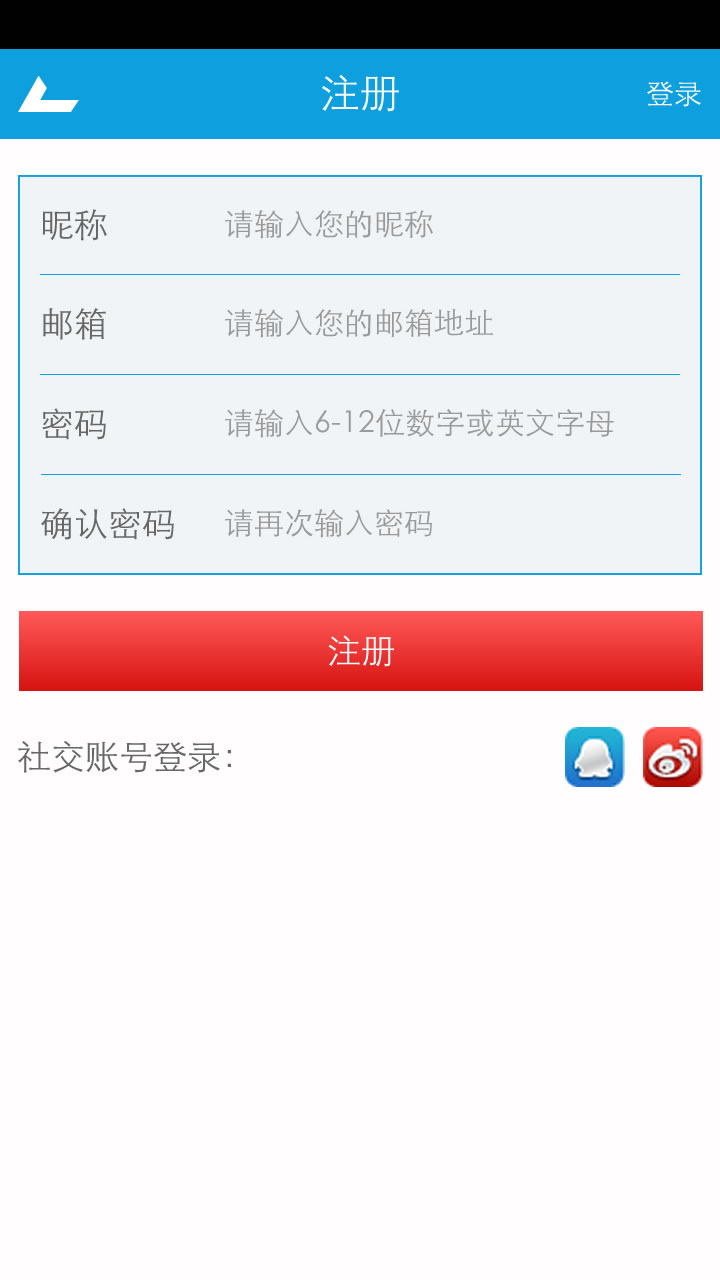 注册
登录
昵称 请输入您的昵称
邮箱 请输入您的邮箱地址
密码 请输入6-12位数字或英文字母
确认密码 请再次输入密码
注册
社交账号登录: